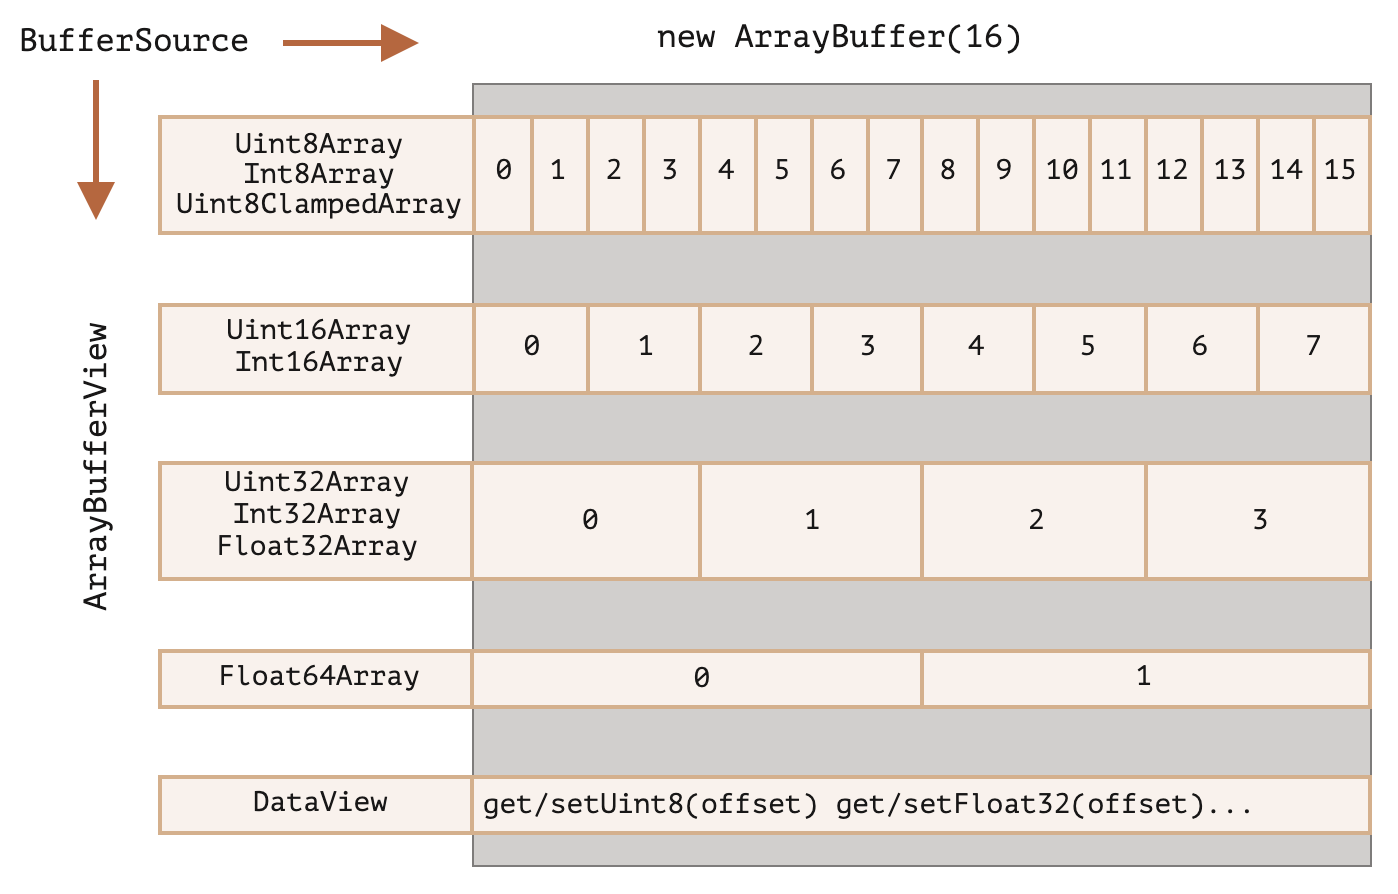 BufferSource
new ArrayBuffer(16)
ArrayBufferView
Uint8Array
Int8Array
Uint8ClampedArray
0 1 2 3 4 5 6 7 8 9 10 11 12 13 14 15
Uint16Array
Int16Array
0 1 2 3 4 5 6 7
Uint32Array
Int32Array
Float32Array
0 1 2 3
Float64Array
0 1
DataView
get/setUint8(offset) get/setFloat32(offset)...